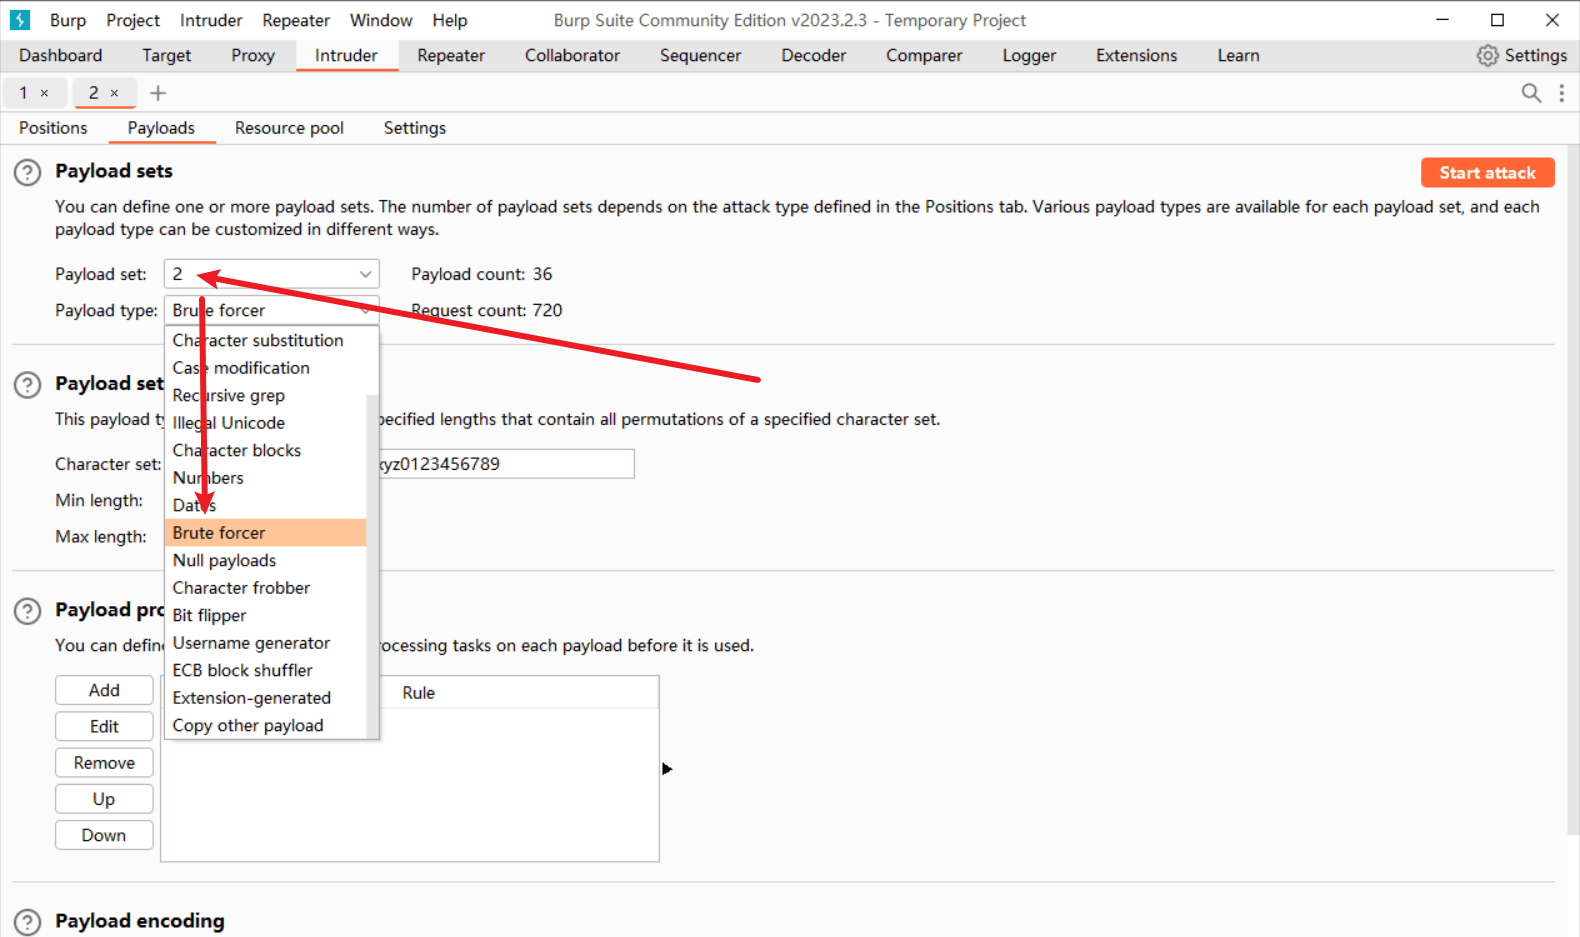 Burp Project Intruder Repeater Window Help Burp Suite Community Edition v2023.2.3 - Temporary Project
Dashboard Target Proxy Intruder Repeater Collaborator Sequencer Decoder Comparer Logger Extensions Learn Settings
1 × 2 × +
Positions Payloads Resource pool Settings
Payload sets Start attack
You can define one or more payload sets. The number of payload sets depends on the attack type defined in the Positions tab. Various payload types are available for each payload set, and each
payload type can be customized in different ways.
Payload set: 2 Payload count: 36
Payload type: Brute forcer Request count: 720
Character substitution
Case modification
Payload set
Recursive grep
This payload ty Illegal Unicode pecified lengths that contain all permutations of a specified character set.
Character blocks
Character set: xyz0123456789
Numbers
Min length: Dates
Max length: Brute forcer
Null payloads
Character frobber
Payload pro Bit flipper
You can define Username generator rocessing tasks on each payload before it is used.
ECB block shuffler
Add Extension-generated Rule
Edit Copy other payload
Remove
Up
Down
Payload encoding